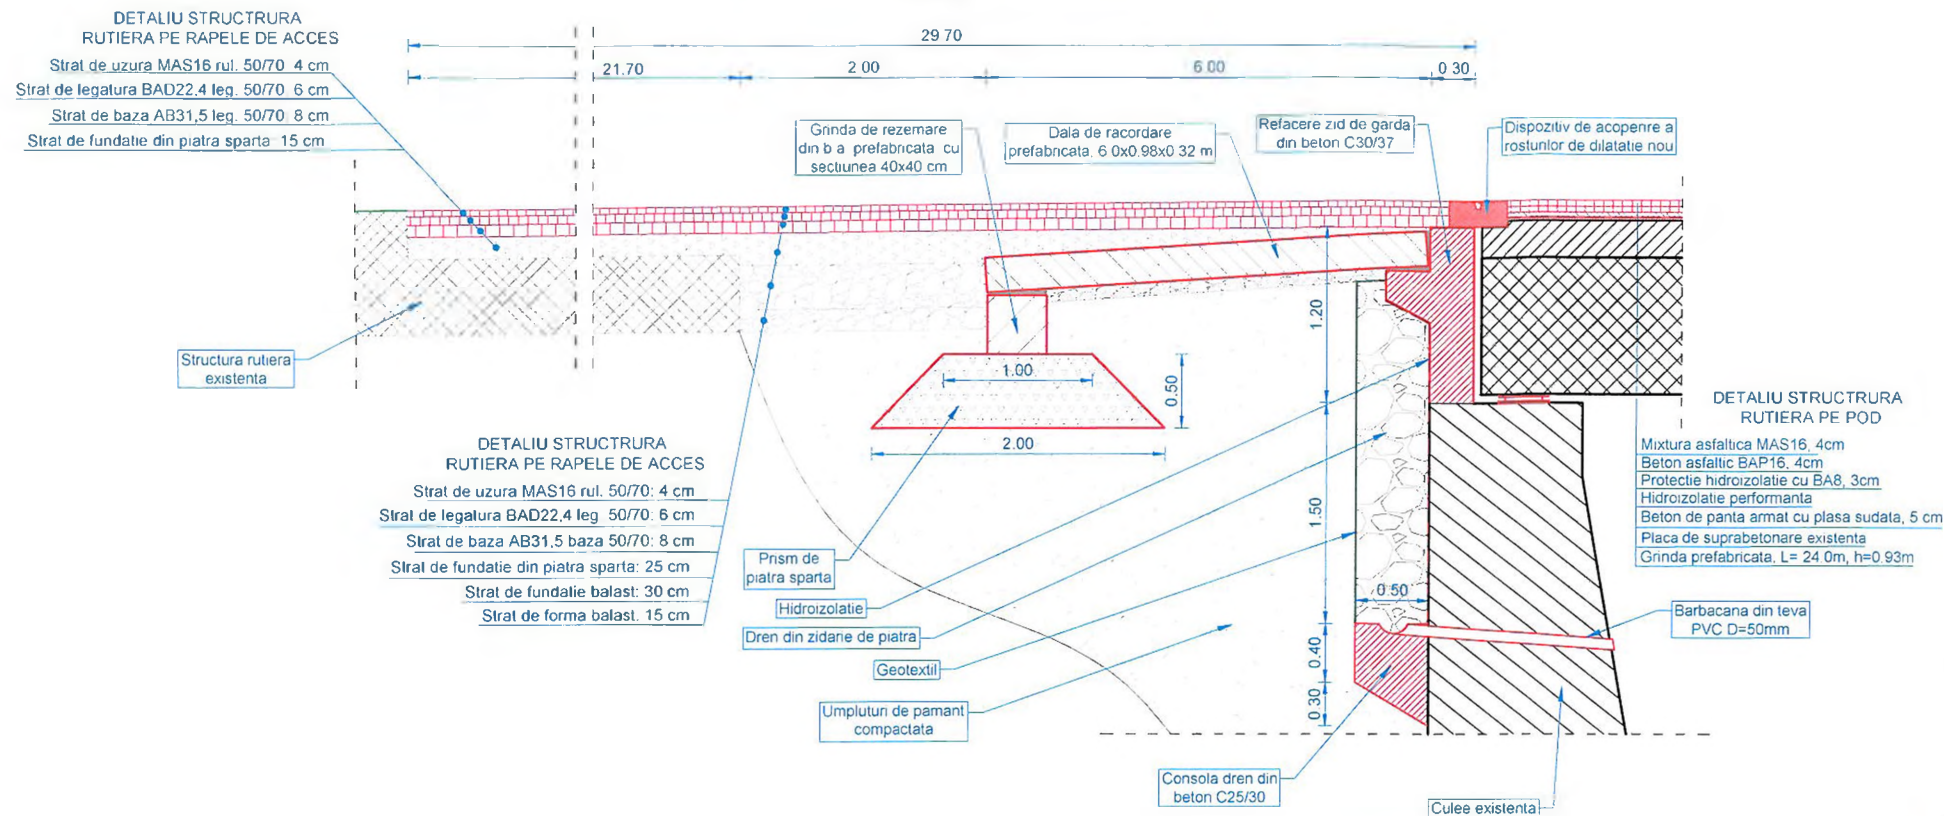 DETALIU STRUCTRURA
RUTIERA PE RAPELE DE ACCES
Strat de uzura MAS16 rul. 50/70 4 cm
Strat de legatura BAD22,4 leg. 50/70 6 cm
Strat de baza AB31,5 leg. 50/70 8 cm
Strat de fundatie din piatra sparta 15 cm
29 70
21.70
2 00
6 00
0 30
Grinda de rezemare
din b a prefabricata cu
sectiunea 40x40 cm
Dala de racordare
prefabricata, 6 0x0.98x0 32 m
Refacere zid de garda
din beton C30/37
Dispozitiv de acoperire a
rosturilor de dilatatie nou
Structura rutiera
existenta
1.20
1.00
0.50
2.00
1.50
0.50
0.40
0.30
DETALIU STRUCTRURA
RUTIERA PE POD
Mixtura asfaltica MAS16, 4cm
Beton asfaltic BAP16, 4cm
Protectie hidroizolatie cu BA8, 3cm
Hidroizolatie performanta
Beton de panta armat cu plasa sudata, 5 cm
Placa de suprabetonare existenta
Grinda prefabricata, L= 24.0m, h=0.93m
DETALIU STRUCTRURA
RUTIERA PE RAPELE DE ACCES
Strat de uzura MAS16 rul. 50/70: 4 cm
Strat de legatura BAD22,4 leg 50/70: 6 cm
Strat de baza AB31,5 baza 50/70: 8 cm
Strat de fundatie din piatra sparta: 25 cm
Strat de fundatie balast: 30 cm
Strat de forma balast. 15 cm
Prism de
piatra sparta
Hidroizolatie
Dren din zidarie de piatra
Geotextil
Umpluturi de pamant
compactata
Barbacana din teva
PVC D=50mm
Consola dren din
beton C25/30
Culee existenta